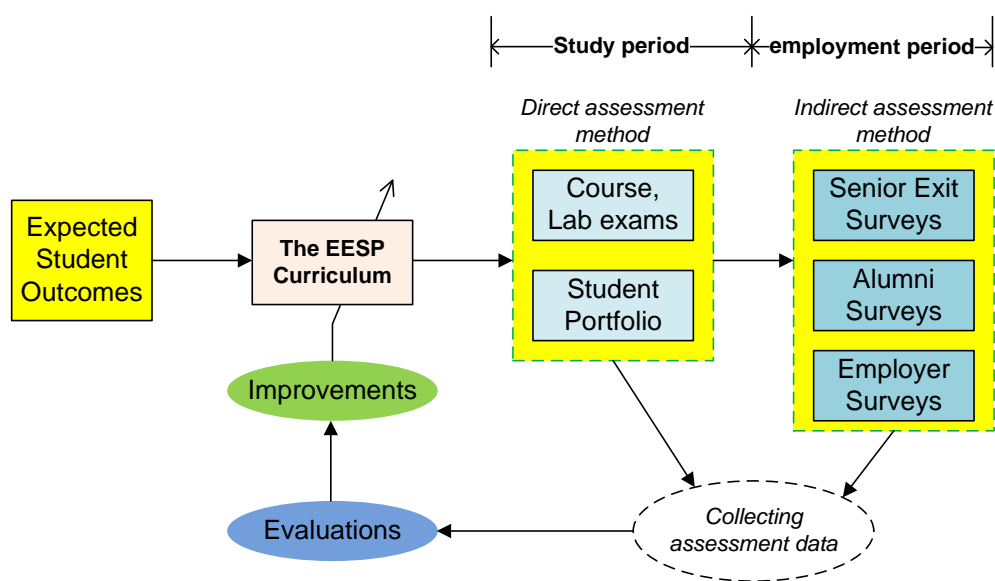 Study period
employment period
Direct assessment
method
Indirect assessment
method
Expected
Student
Outcomes
The EESP
Curriculum
Course,
Lab exams
Student
Portfolio
Senior Exit
Surveys
Alumni
Surveys
Employer
Surveys
Improvements
Evaluations
Collecting
assessment data